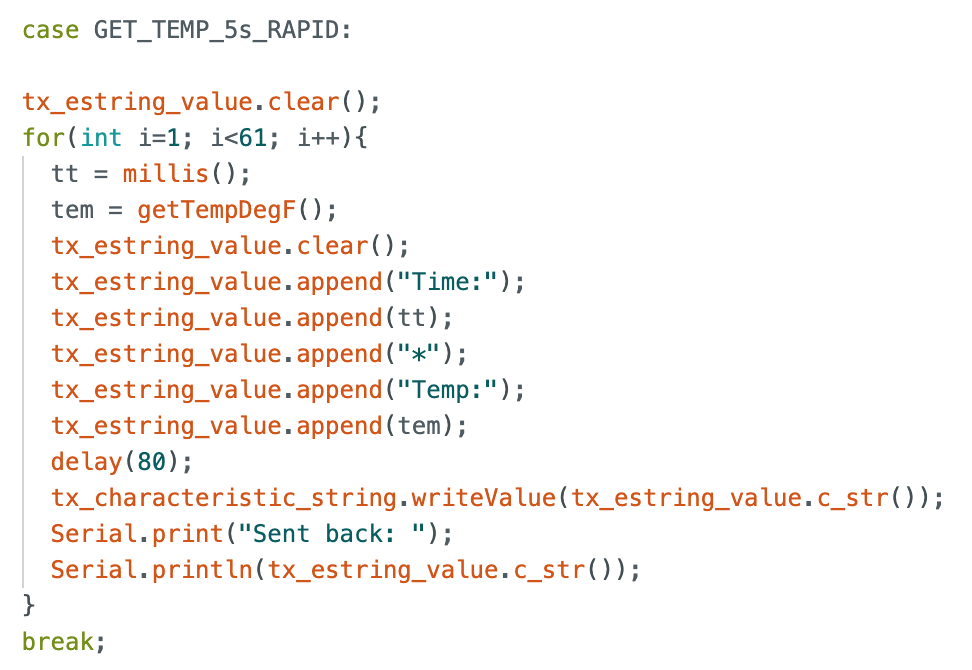 case GET_TEMP_5s_RAPID:
tx_estring_value.clear();
for(int i=1; i<61; i++){
tt = millis();
tem = getTempDegF();
tx_estring_value.clear();
tx_estring_value.append("Time:");
tx_estring_value.append(tt);
tx_estring_value.append("*");
tx_estring_value.append("Temp:");
tx_estring_value.append(tem);
delay(80);
tx_characteristic_string.writeValue(tx_estring_value.c_str());
Serial.print("Sent back: ");
Serial.println(tx_estring_value.c_str());
}
break;